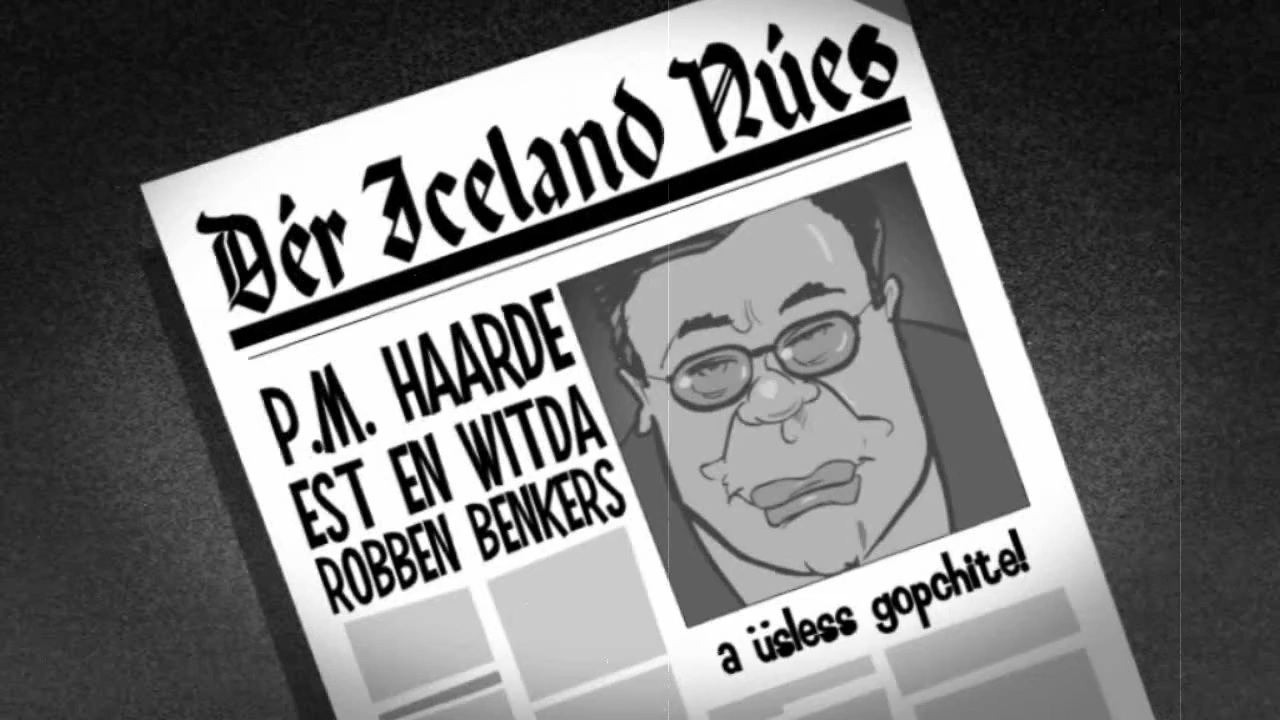 Dér Iceland Núes
P.M. HAARDE
EST EN WITDA
ROBBEN BENKERS
a üsless gopchite!